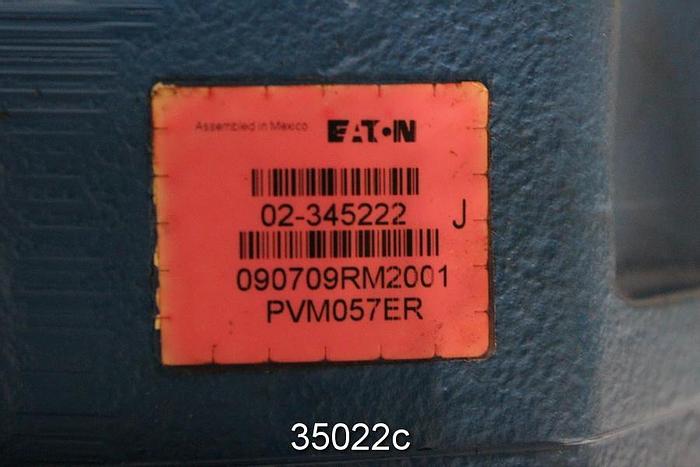 Assembled in Mexico EATON
02-345222 J
090709RM2001
PVM057ER
35022c